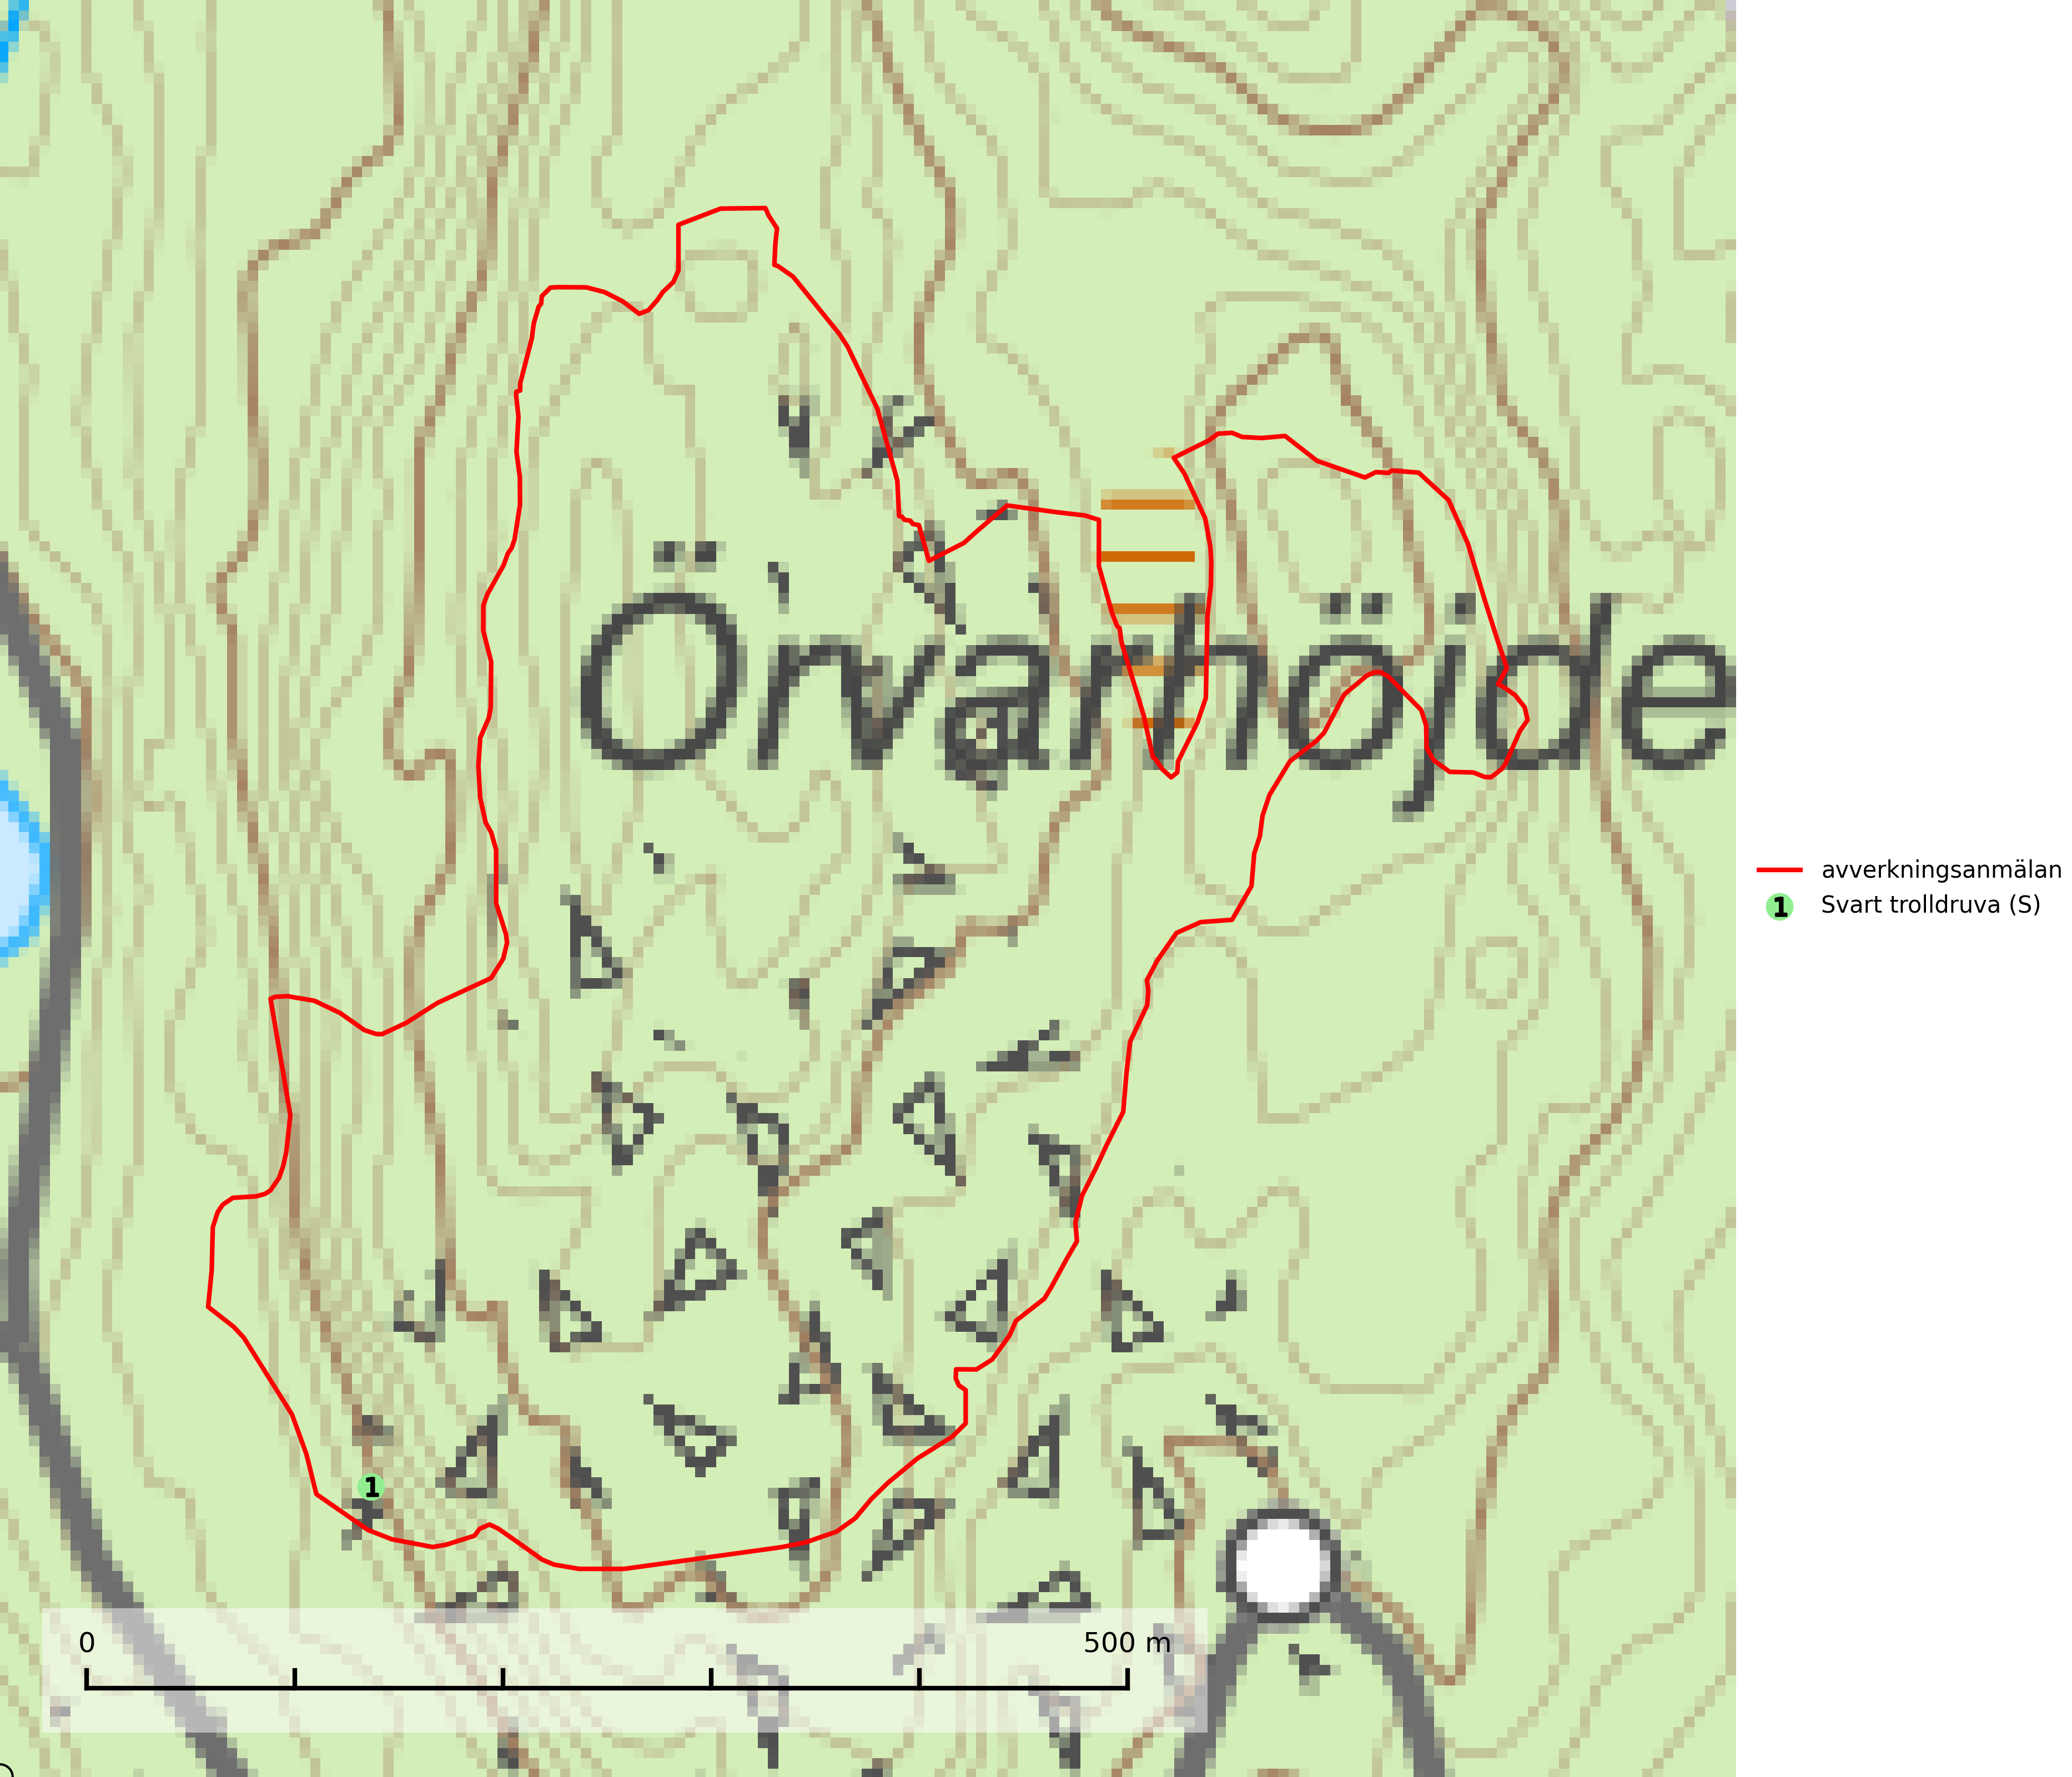 Örvarhöjde
avverkningsanmälan
1 Svart trolldruva (S)
1
0 500 m